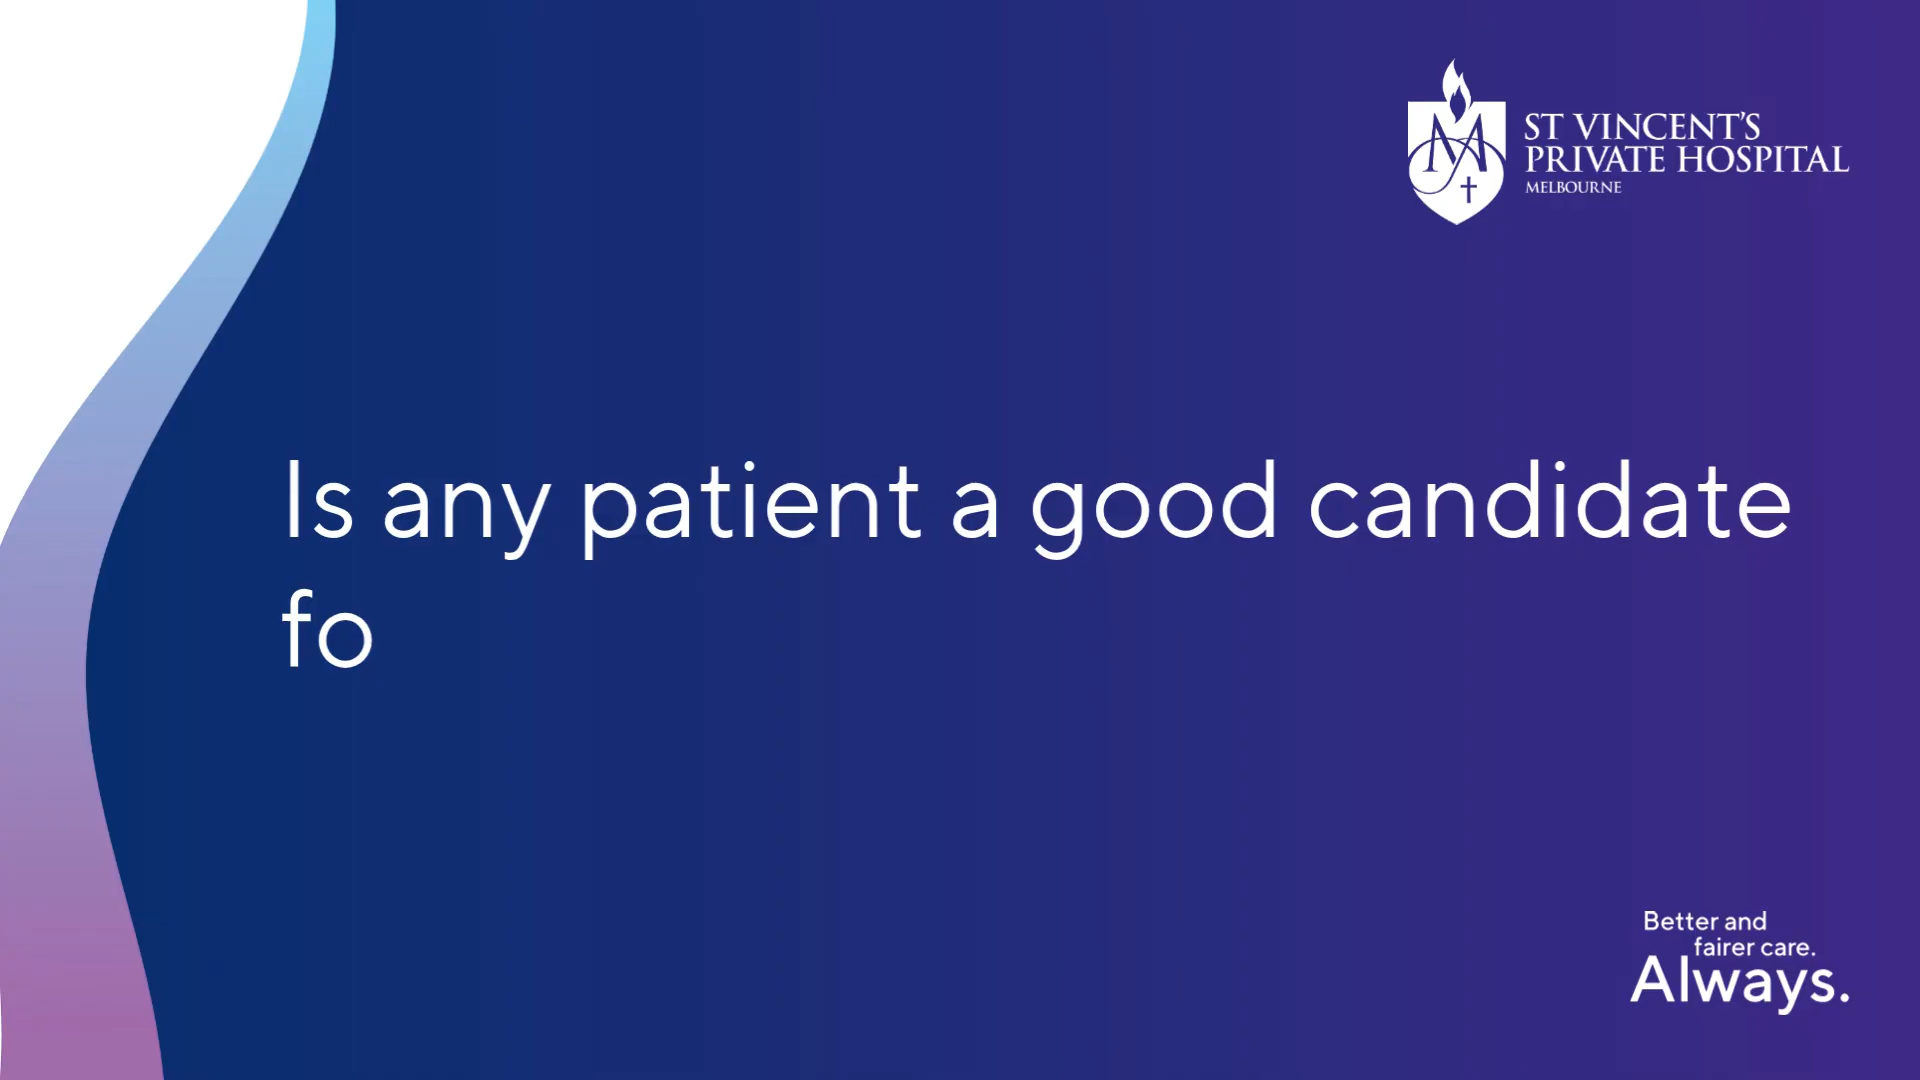 ST VINCENT'S
PRIVATE HOSPITAL
MELBOURNE
Is any patient a good candidate
fo
Better and
fairer care.
Always.